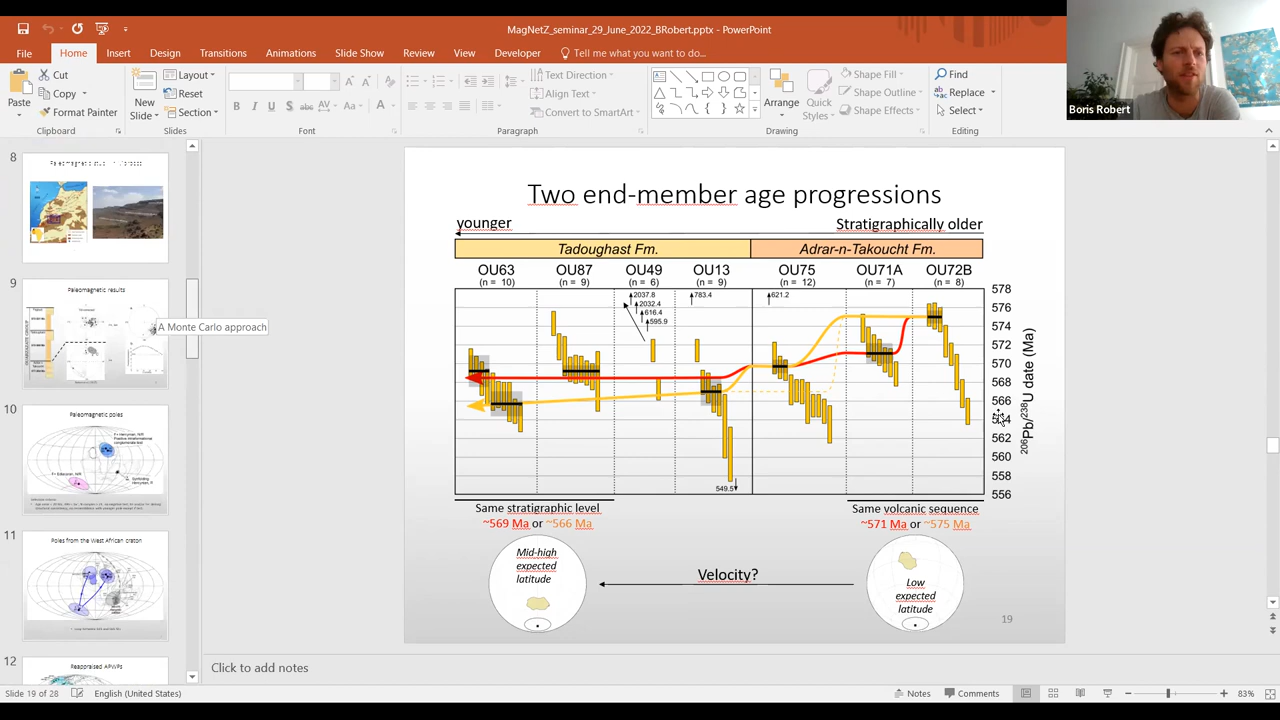 MagNetZ_seminar_29_June_2022_BRobert.pptx - PowerPoint
File Home Insert Design Transitions Animations Slide Show Review View Developer Tell me what you want to do...
Cut
Copy
Format Painter
Paste
Clipboard
New Slide
Layout
Reset
Section
Slides
Font
Text Direction
Align Text
Convert to SmartArt
Paragraph
Arrange
Quick Styles
Shape Fill
Shape Outline
Shape Effects
Drawing
Find
Replace
Select
Editing
Boris Robert
8
9
Paleomagnetic results
A Monte Carlo approach
10
Paleomagnetic poles
11
Poles from the West African craton
12
Reappraised APWPs
Two end-member age progressions
younger Stratigraphically older
Tadoughast Fm. Adrar-n-Takoucht Fm.
OU63 OU87 OU49 OU13 OU75 OU71A OU72B
(n = 10) (n = 9) (n = 6) (n = 9) (n = 12) (n = 7) (n = 8)
2037.8
2032.4
616.4
595.9
783.4
621.2
549.5
578
576
574
572
570
568
566
564
562
560
558
556
206Pb/238U date (Ma)
Same stratigraphic level
~569 Ma or ~566 Ma
Same volcanic sequence
~571 Ma or ~575 Ma
Mid-high
expected
latitude
Velocity?
Low
expected
latitude
19
Click to add notes
Slide 19 of 28 English (United States) Notes Comments 83%